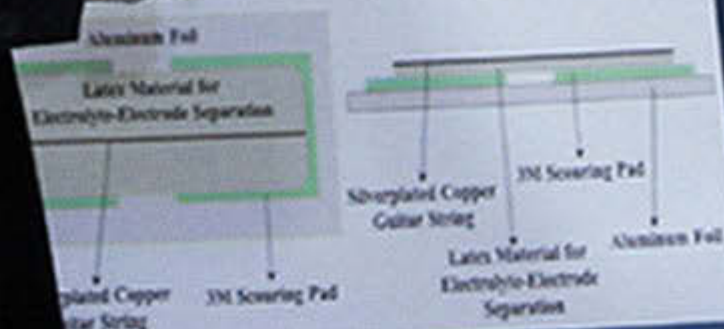 Aluminum Foil
Latex Material for
Electrolyte-Electrode Separation
plated Copper
3M Scouring Pad
tar String
Silverplated Copper
Guitar String
3M Scouring Pad
Latex Material for
Electrolyte-Electrode
Separation
Aluminum Foil